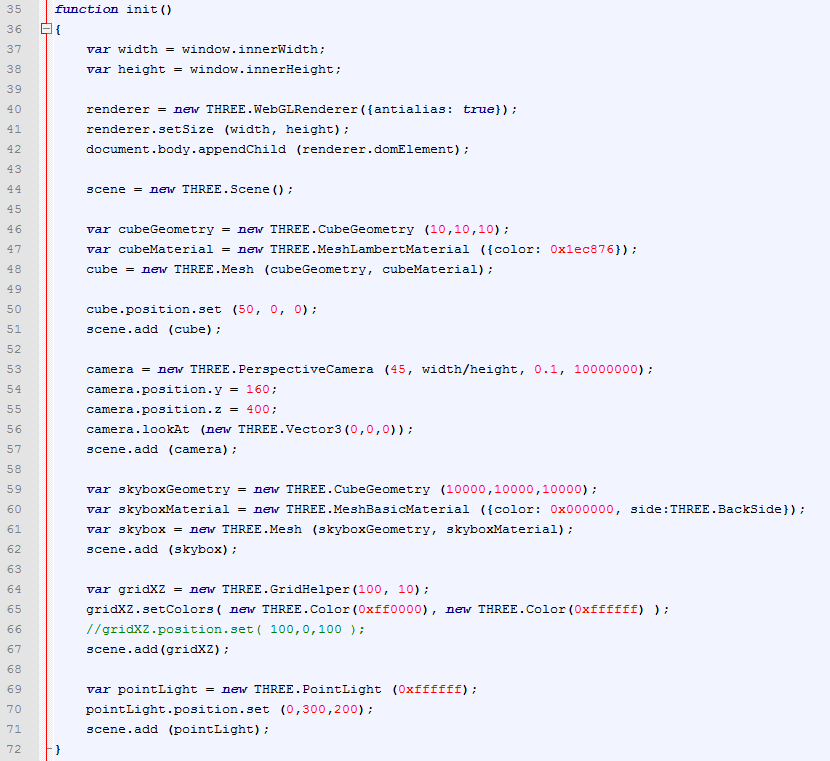 35 function init()
36 {
37 var width = window.innerWidth;
38 var height = window.innerHeight;
39
40 renderer = new THREE.WebGLRenderer({antialias: true});
41 renderer.setSize (width, height);
42 document.body.appendChild (renderer.domElement);
43
44 scene = new THREE.Scene();
45
46 var cubeGeometry = new THREE.CubeGeometry (10,10,10);
47 var cubeMaterial = new THREE.MeshLambertMaterial ({color: 0x1ec876});
48 cube = new THREE.Mesh (cubeGeometry, cubeMaterial);
49
50 cube.position.set (50, 0, 0);
51 scene.add (cube);
52
53 camera = new THREE.PerspectiveCamera (45, width/height, 0.1, 10000000);
54 camera.position.y = 160;
55 camera.position.z = 400;
56 camera.lookAt (new THREE.Vector3(0,0,0));
57 scene.add (camera);
58
59 var skyboxGeometry = new THREE.CubeGeometry (10000,10000,10000);
60 var skyboxMaterial = new THREE.MeshBasicMaterial ({color: 0x000000, side:THREE.BackSide});
61 var skybox = new THREE.Mesh (skyboxGeometry, skyboxMaterial);
62 scene.add (skybox);
63
64 var gridXZ = new THREE.GridHelper(100, 10);
65 gridXZ.setColors( new THREE.Color(0xff0000), new THREE.Color(0xffffff) );
66 //gridXZ.position.set( 100,0,100 );
67 scene.add(gridXZ);
68
69 var pointLight = new THREE.PointLight (0xffffff);
70 pointLight.position.set (0,300,200);
71 scene.add (pointLight);
72 }